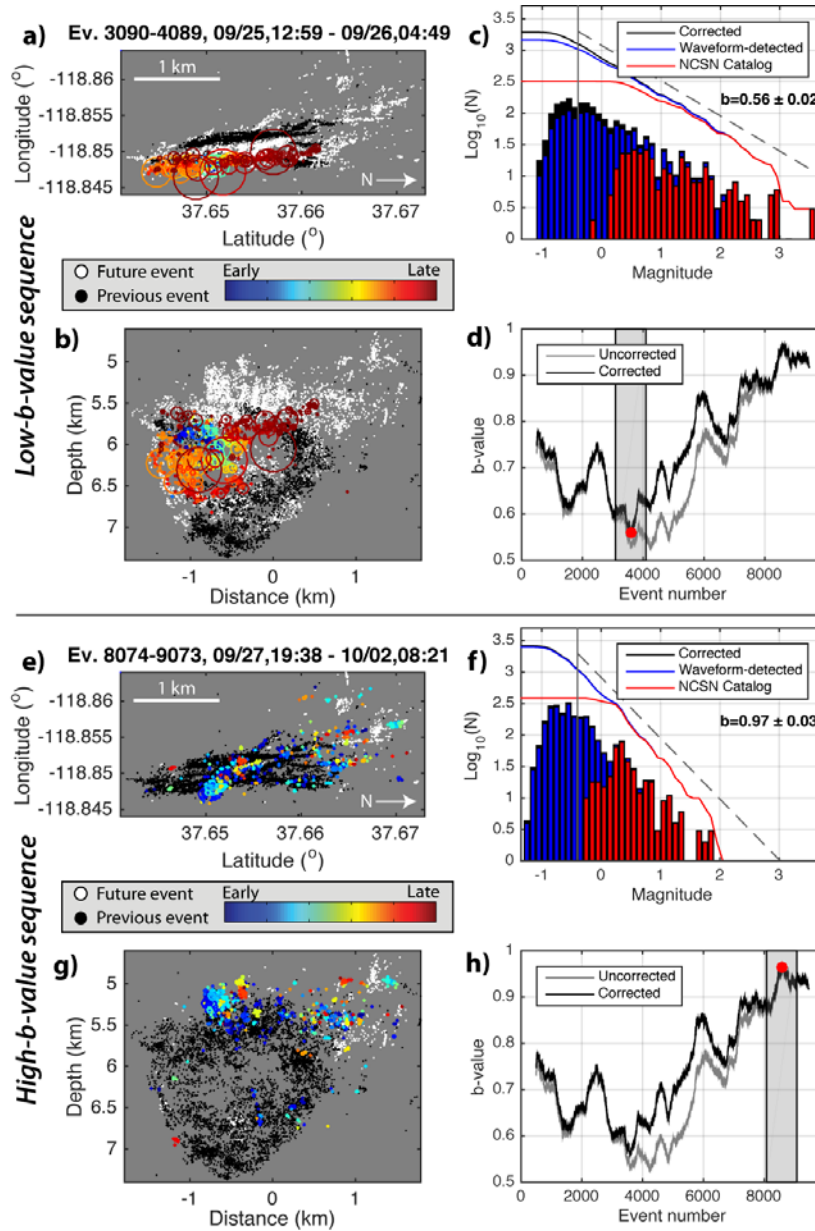 a) Ev. 3090-4089, 09/25,12:59 - 09/26,04:49
1 km
-118.86
-118.855
-118.85
-118.845
Longitude (°)
N
37.65 37.66 37.67
Latitude (°)
Future event
Previous event
Early Late
Low-b-value sequence
b)
5
5.5
6
6.5
7
Depth (km)
-1 0 1
Distance (km)
c)
Corrected
Waveform-detected
NCSN Catalog
b=0.56 ± 0.02
3.5
3
2.5
2
1.5
1
0.5
0
Log10(N)
-1 0 1 2 3
Magnitude
d)
Uncorrected
Corrected
1
0.9
0.8
0.7
0.6
0.5
b-value
2000 4000 6000 8000
Event number
e) Ev. 8074-9073, 09/27,19:38 - 10/02,08:21
1 km
-118.86
-118.855
-118.85
-118.845
Longitude (°)
N
37.65 37.66 37.67
Latitude (°)
Future event
Previous event
Early Late
High-b-value sequence
g)
5
5.5
6
6.5
7
Depth (km)
-1 0 1
Distance (km)
f)
Corrected
Waveform-detected
NCSN Catalog
b=0.97 ± 0.03
3.5
3
2.5
2
1.5
1
0.5
0
Log10(N)
-1 0 1 2 3
Magnitude
h)
Uncorrected
Corrected
1
0.9
0.8
0.7
0.6
0.5
b-value
2000 4000 6000 8000
Event number